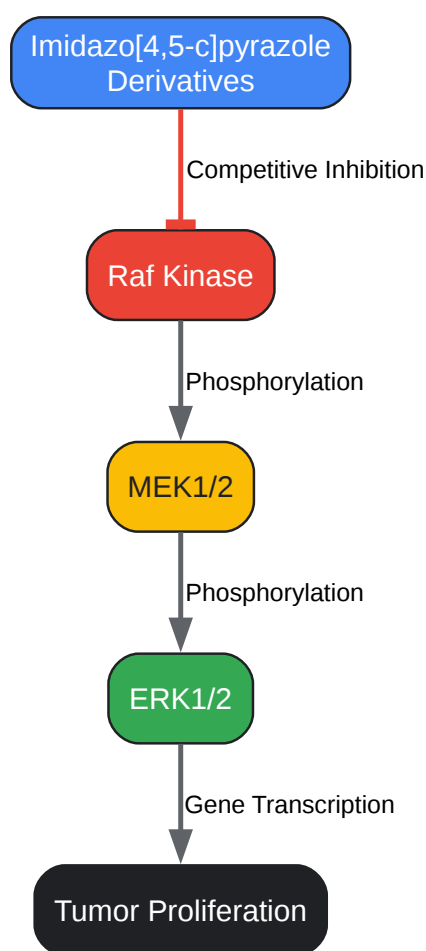 Imidazo[4,5-c]pyrazole
Derivatives
Competitive Inhibition
Raf Kinase
Phosphorylation
MEK1/2
Phosphorylation
ERK1/2
Gene Transcription
Tumor Proliferation